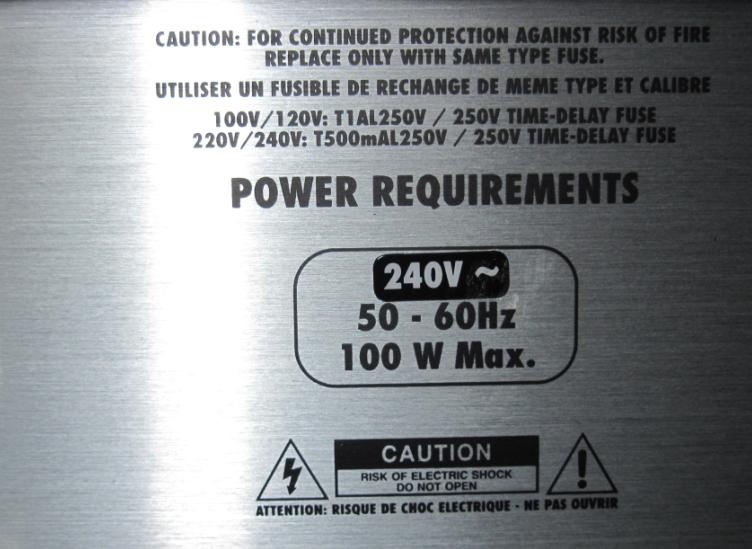 CAUTION: FOR CONTINUED PROTECTION AGAINST RISK OF FIRE
REPLACE ONLY WITH SAME TYPE FUSE.
UTILISER UN FUSIBLE DE RECHANGE DE MEME TYPE ET CALIBRE
100V/120V: T1AL250V / 250V TIME-DELAY FUSE
220V/240V: T500mAL250V / 250V TIME-DELAY FUSE
POWER REQUIREMENTS
240V ~
50 - 60Hz
100 W Max.
CAUTION
RISK OF ELECTRIC SHOCK
DO NOT OPEN
ATTENTION: RISQUE DE CHOC ELECTRIQUE - NE PAS OUVRIR